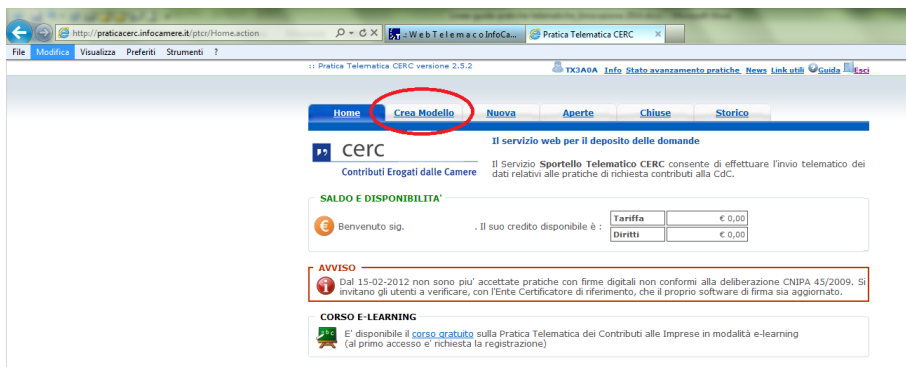 http://praticacerc.infocamere.it/ptcr/Home.action
.: W e b T e l e m a c o InfoCa...
Pratica Telematica CERC
File Modifica Visualizza Preferiti Strumenti ?
:: Pratica Telematica CERC versione 2.5.2
TX3A0A Info Stato avanzamento pratiche News Link utili Guida Esci
Home Crea Modello Nuova Aperte Chiuse Storico
Il servizio web per il deposito delle domande
cerc
Contributi Erogati dalle Camere
Il Servizio Sportello Telematico CERC consente di effettuare l'invio telematico dei
dati relativi alle pratiche di richiesta contributi alla CdC.
SALDO E DISPONIBILITA'
Benvenuto sig. . Il suo credito disponibile è :
Tariffa € 0,00
Diritti € 0,00
AVVISO
Dal 15-02-2012 non sono piu' accettate pratiche con firme digitali non conformi alla deliberazione CNIPA 45/2009. Si
invitano gli utenti a verificare, con l'Ente Certificatore di riferimento, che il proprio software di firma sia aggiornato.
CORSO E-LEARNING
E' disponibile il corso gratuito sulla Pratica Telematica dei Contributi alle Imprese in modalità e-learning
(al primo accesso e' richiesta la registrazione)